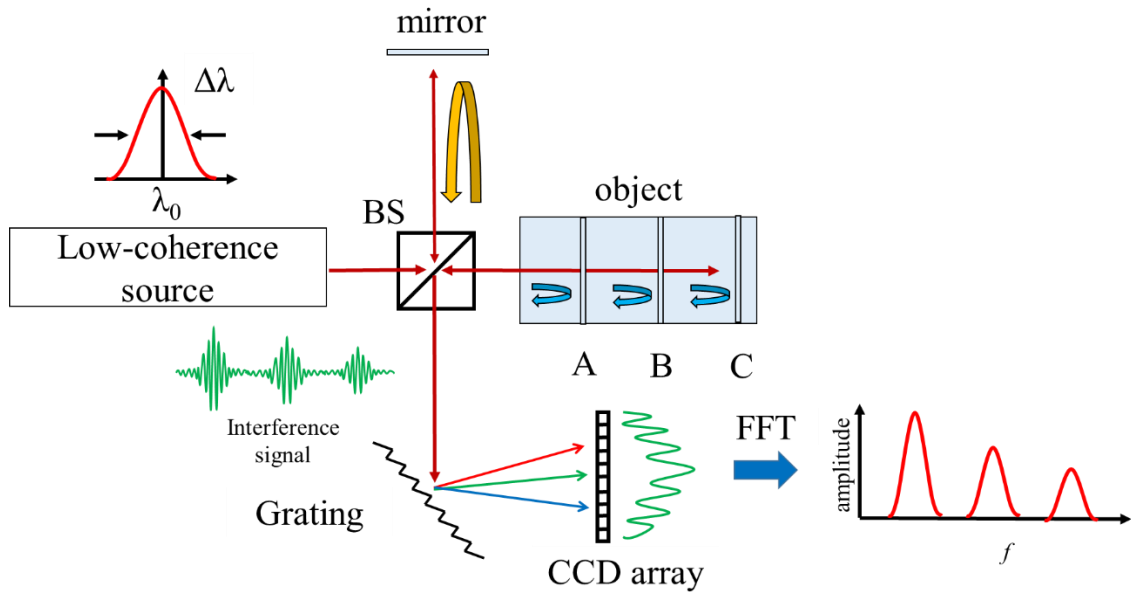 mirror
Δλ
λ0
BS
object
Low-coherence
source
A B C
Interference
signal
FFT
amplitude
Grating
f
CCD array